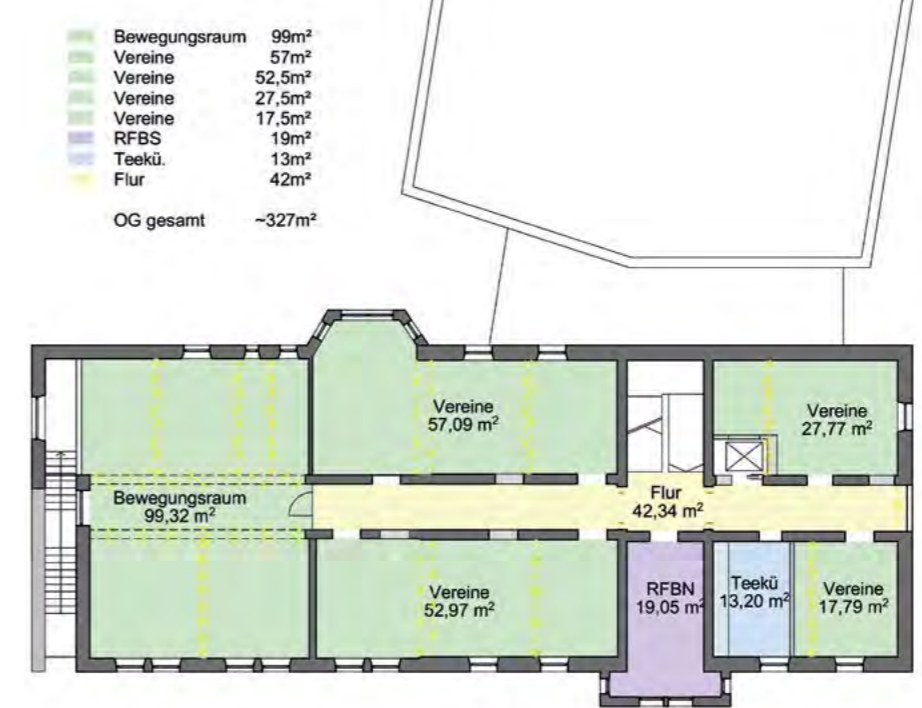 Bewegungsraum 99m²
Vereine 57m²
Vereine 52,5m²
Vereine 27,5m²
Vereine 17,5m²
RFBS 19m²
Teekü. 13m²
Flur 42m²
OG gesamt ~327m²
Vereine
57,09 m²
Vereine
27,77 m²
Bewegungsraum
99,32 m²
Flur
42,34 m²
Vereine
52,97 m²
RFBN
19,05 m²
Teekü
13,20 m²
Vereine
17,79 m²